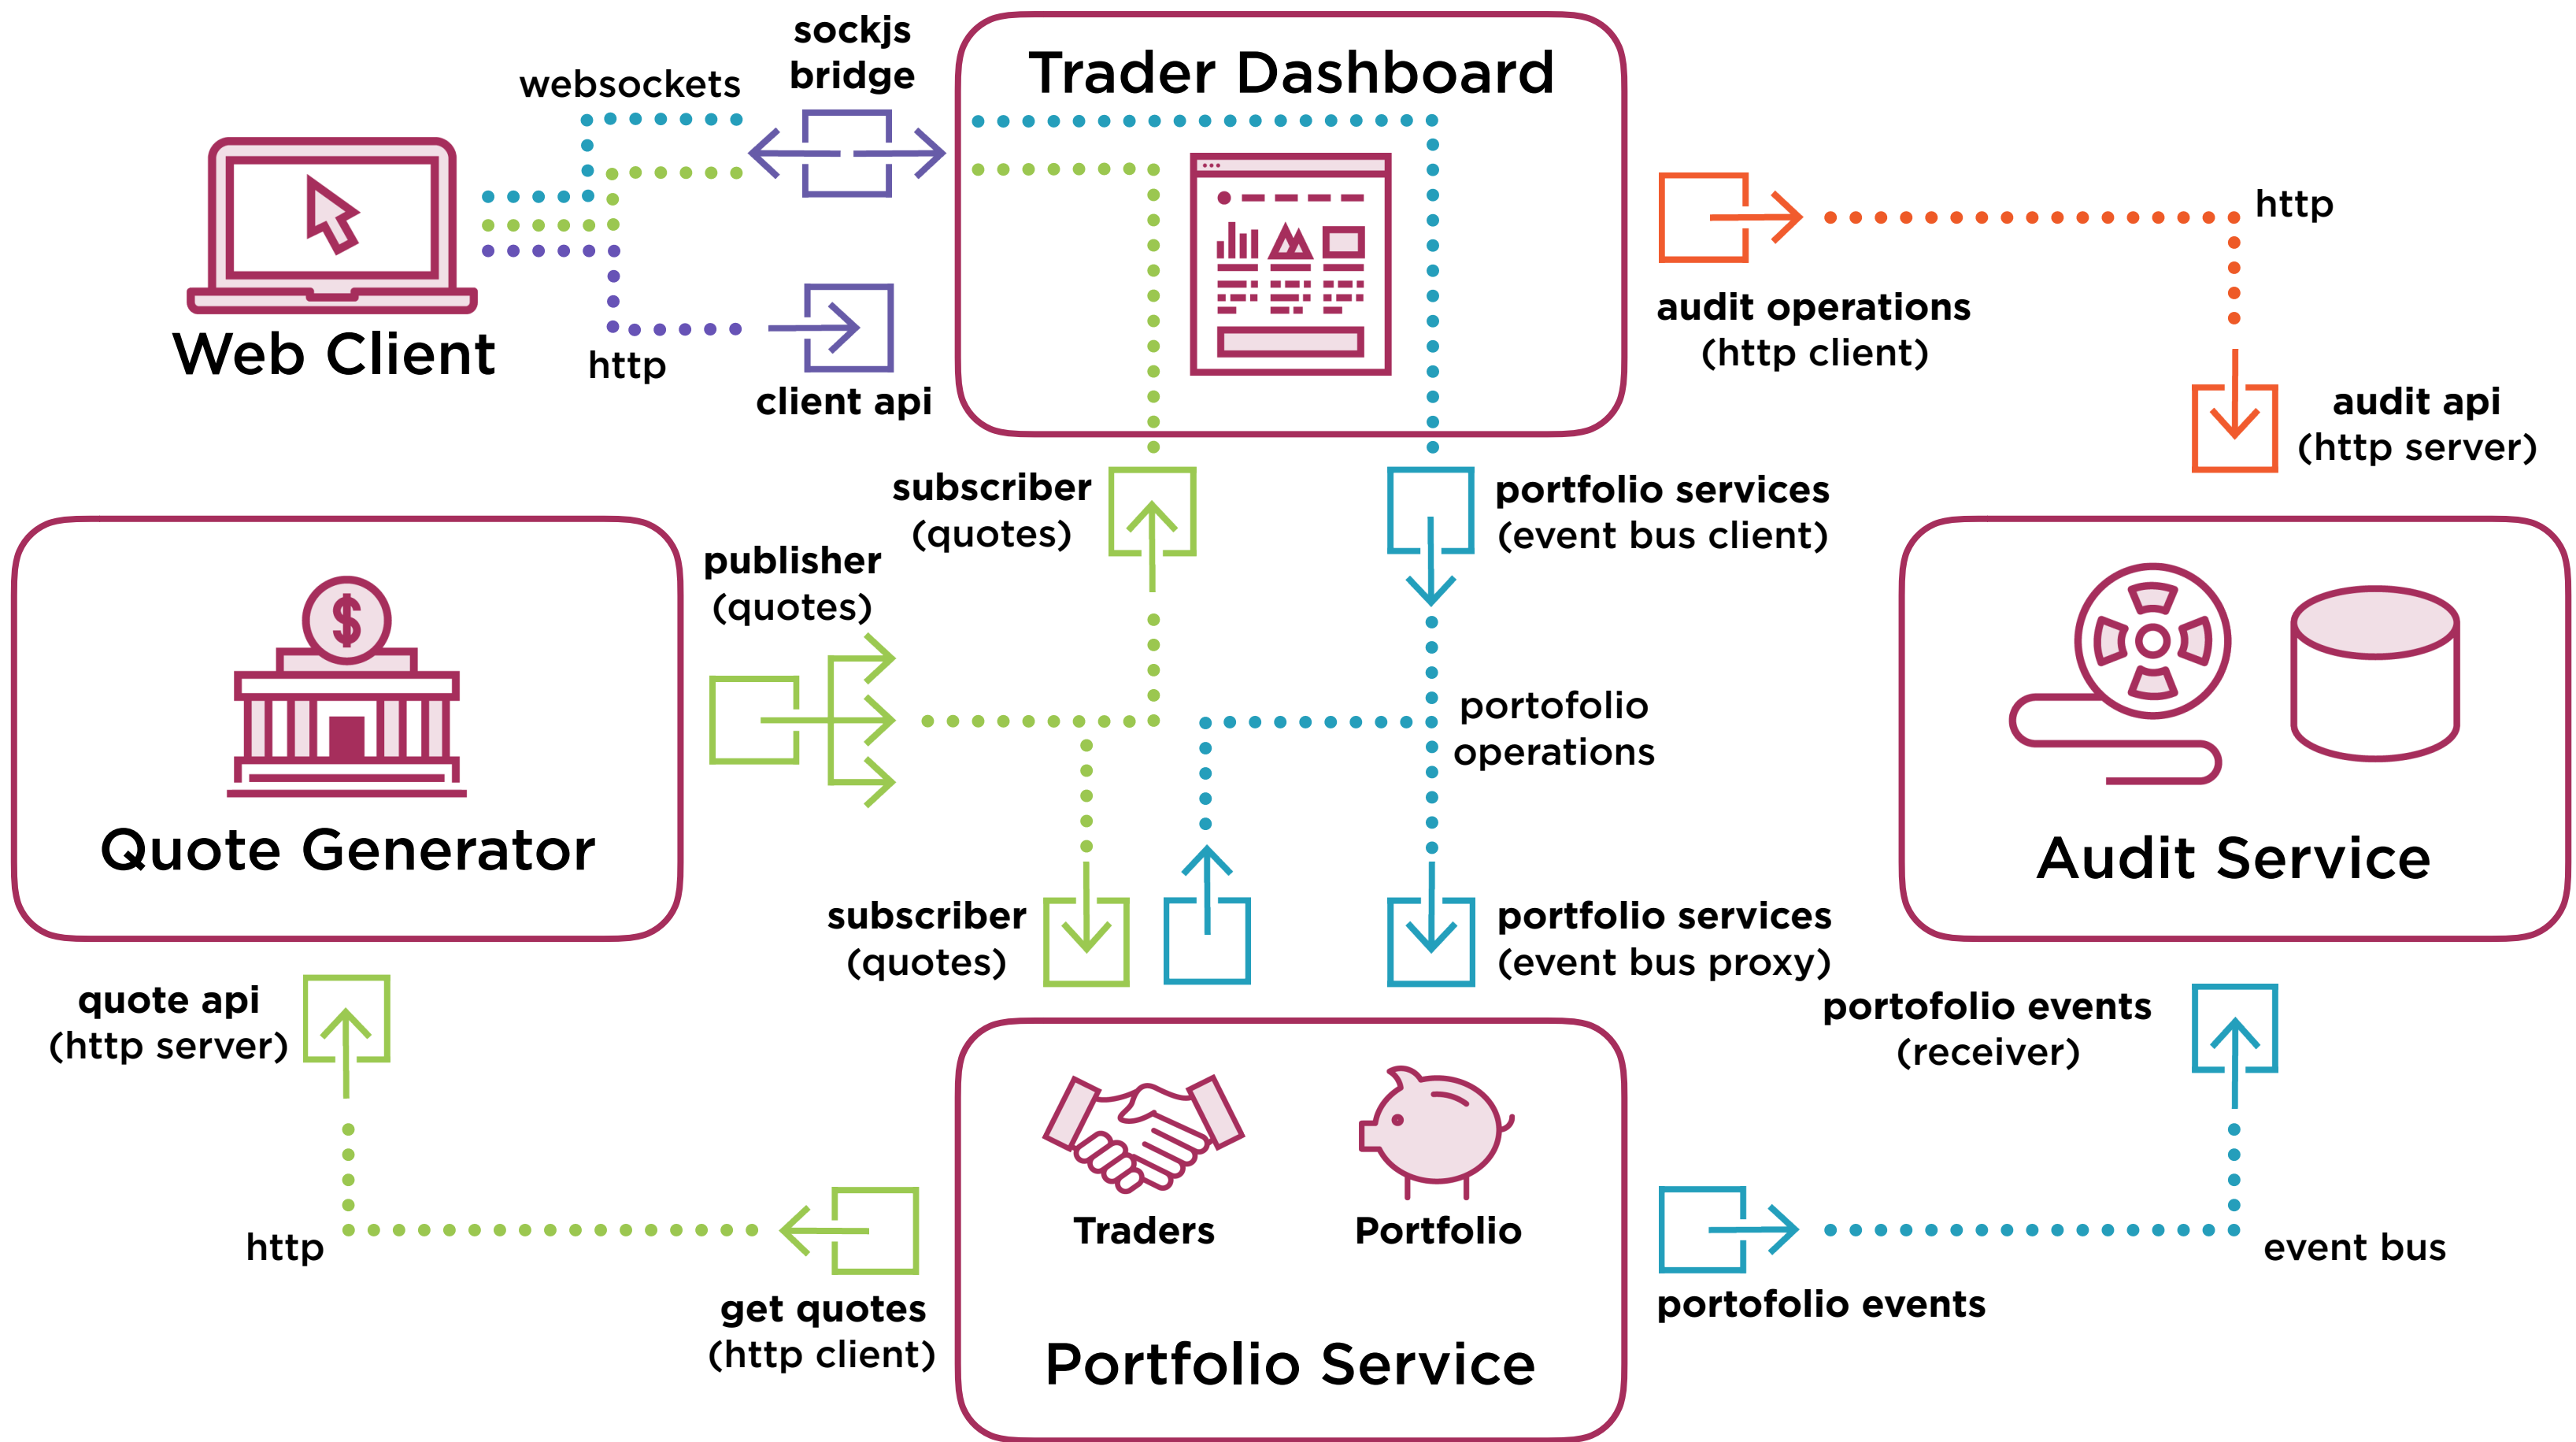 sockjs
bridge
websockets
Trader Dashboard
http
Web Client
http
client api
audit operations
(http client)
audit api
(http server)
subscriber
(quotes)
portfolio services
(event bus client)
publisher
(quotes)
$
portofolio
operations
Quote Generator
Audit Service
subscriber
(quotes)
portfolio services
(event bus proxy)
quote api
(http server)
portofolio events
(receiver)
Traders
Portfolio
http
event bus
get quotes
(http client)
portofolio events
Portfolio Service